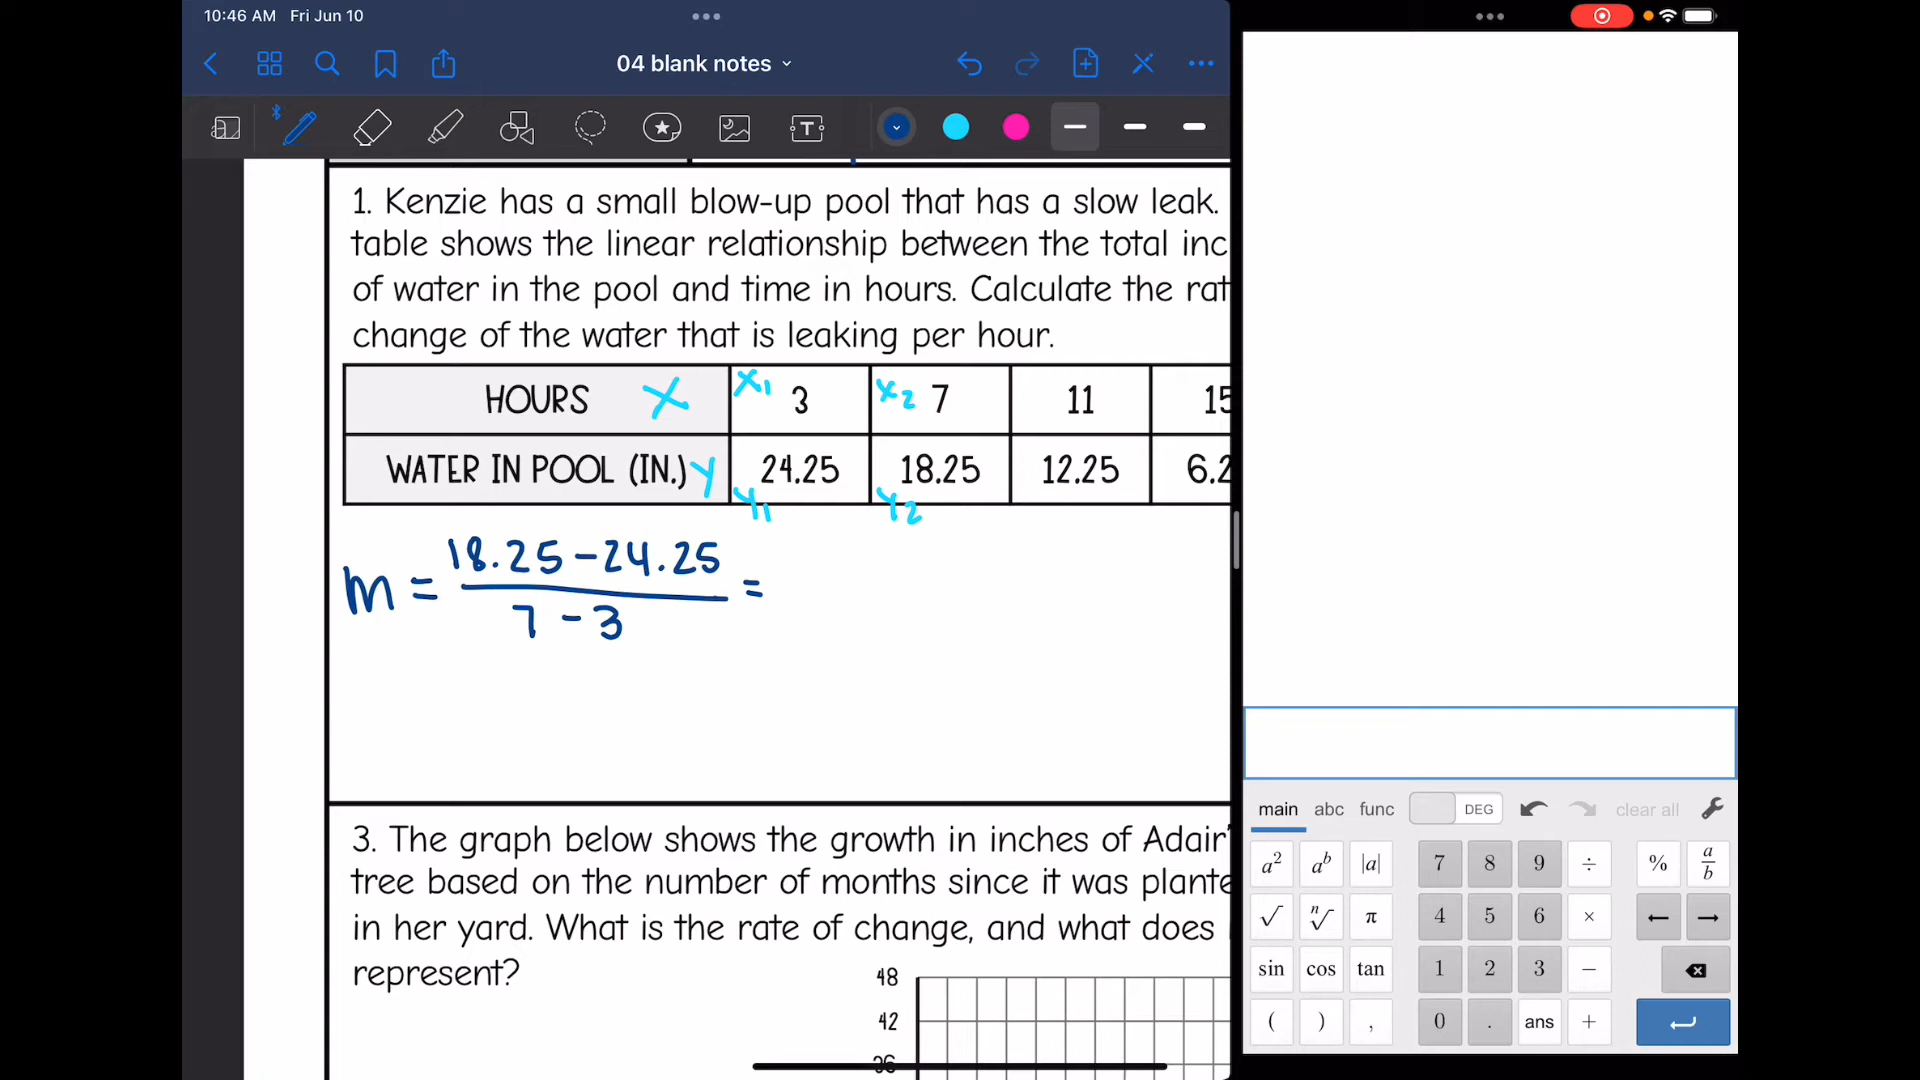 10:46 AM Fri Jun 10
04 blank notes
1. Kenzie has a small blow-up pool that has a slow leak.
table shows the linear relationship between the total inc
of water in the pool and time in hours. Calculate the rat
change of the water that is leaking per hour.
HOURS X x1 3 x2 7 11 15
WATER IN POOL (IN.) y 24.25 18.25 12.25 6.2
y1 y2
m = 18.25 - 24.25 / 7 - 3 =
3. The graph below shows the growth in inches of Adair'
tree based on the number of months since it was plante
in her yard. What is the rate of change, and what does
represent?
48
42
36
main abc func DEG clear all
a² aᵇ |a| 7 8 9 ÷ % a/b
√ ⁿ√ π 4 5 6 × ← →
sin cos tan 1 2 3 −
( ) , 0 . ans +